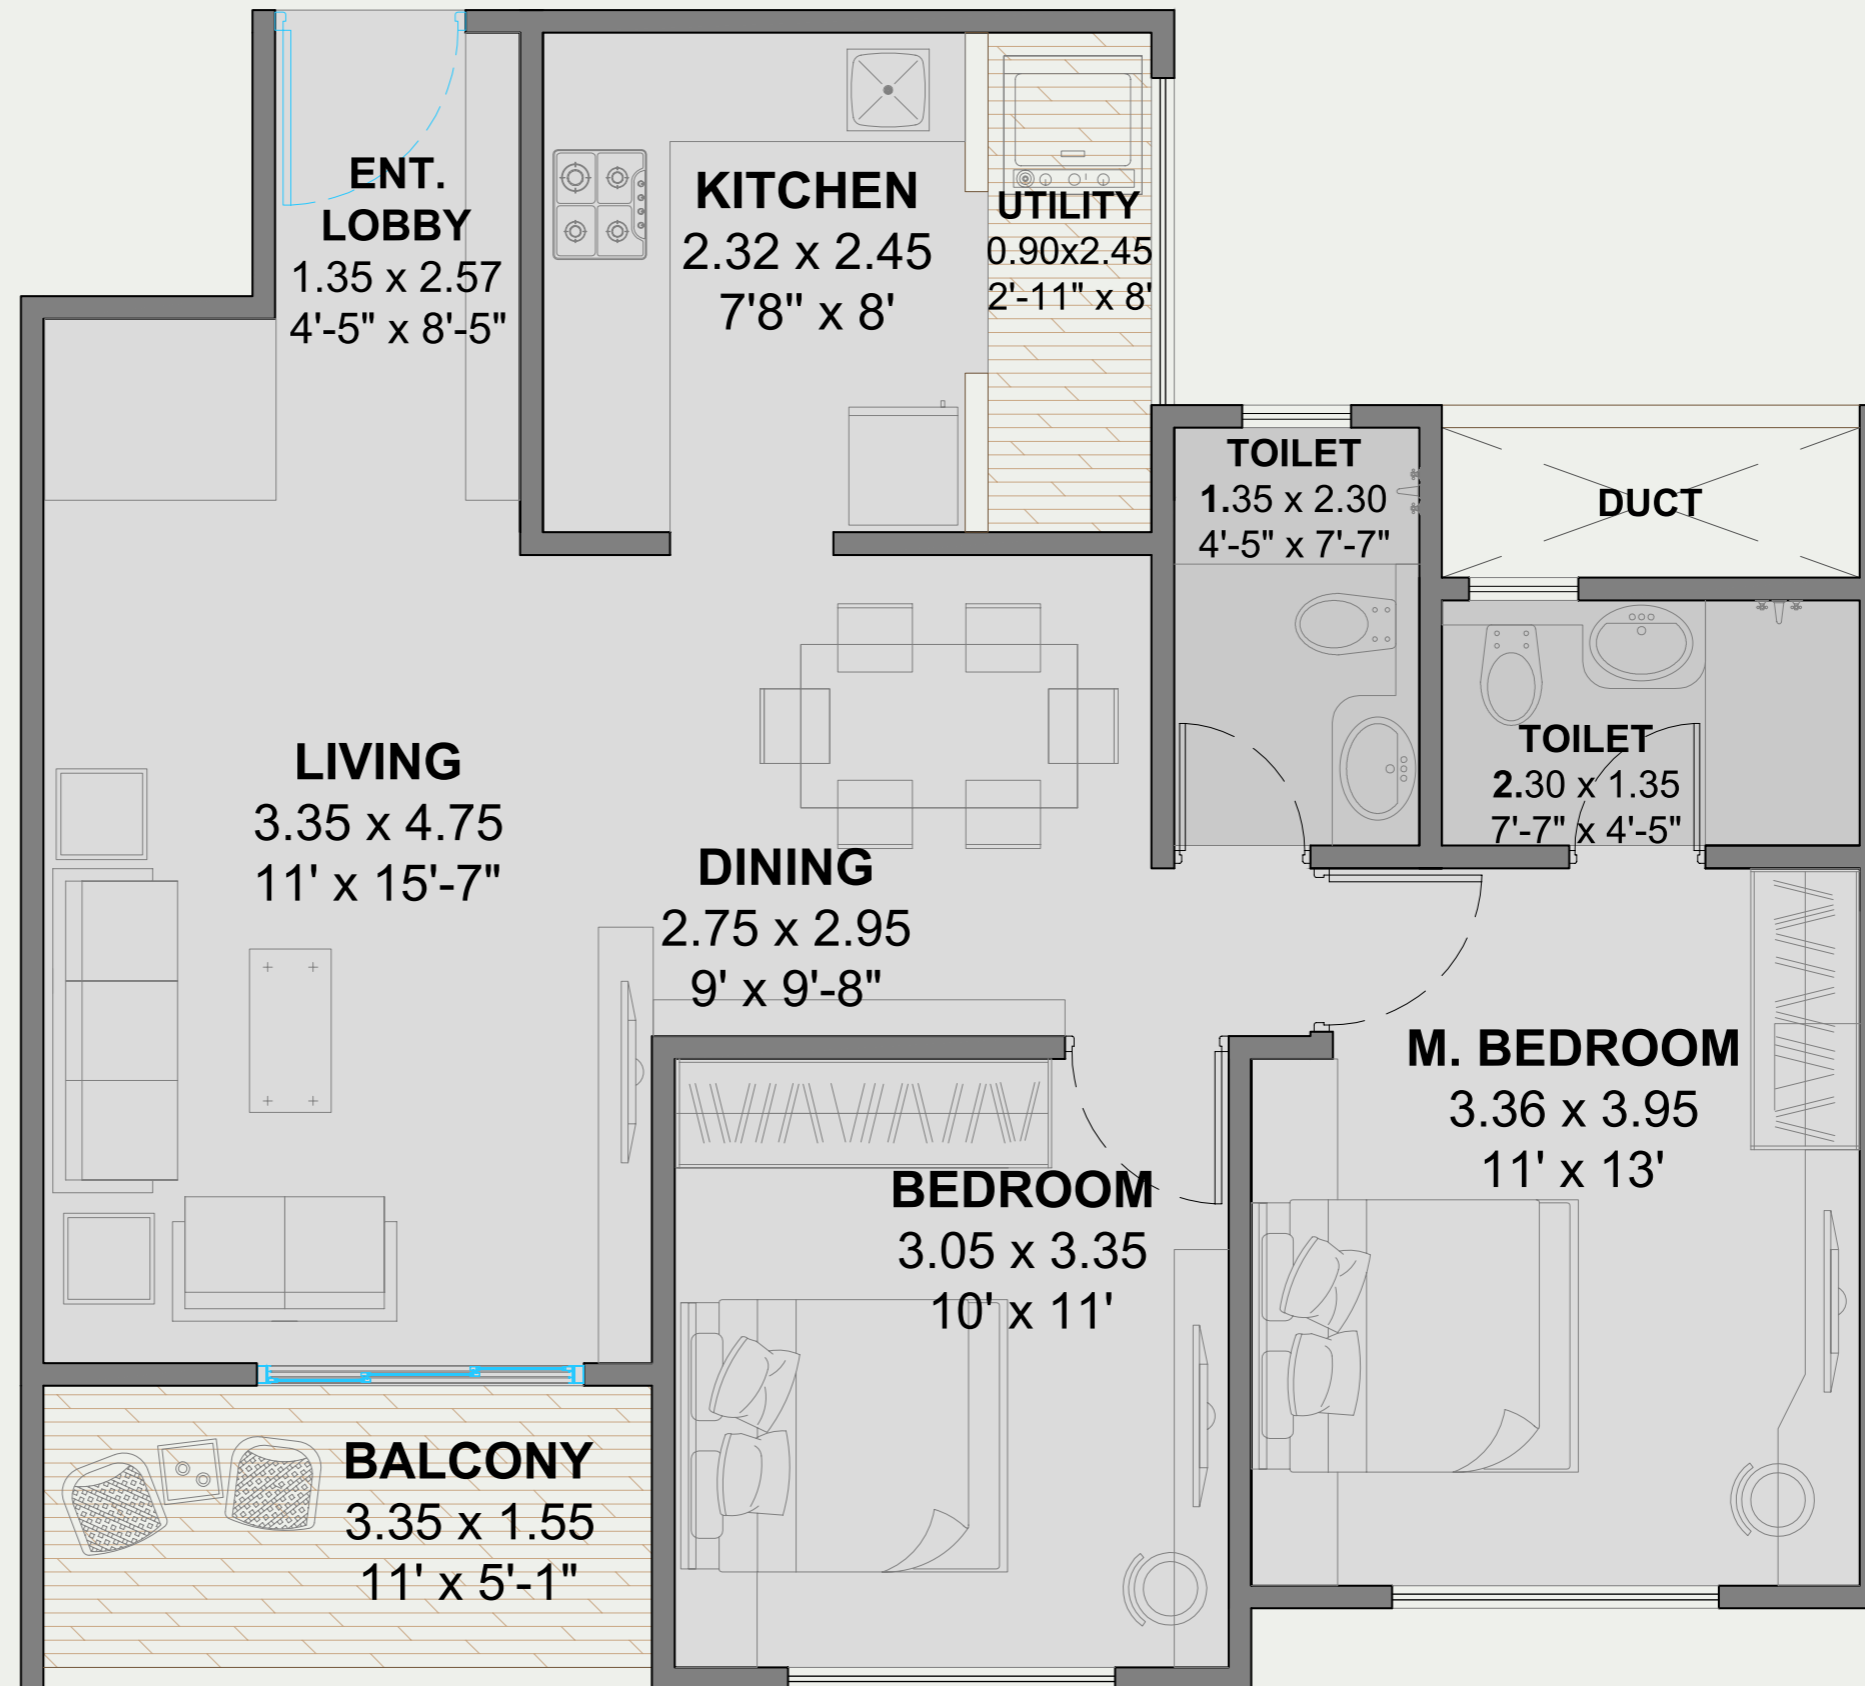 ENT.
LOBBY
1.35 x 2.57
4'-5" x 8'-5"
KITCHEN
2.32 x 2.45
7'8" x 8'
UTILITY
0.90x2.45
2'-11" x 8'
TOILET
1.35 x 2.30
4'-5" x 7'-7"
DUCT
TOILET
2.30 x 1.35
7'-7" x 4'-5"
LIVING
3.35 x 4.75
11' x 15'-7"
DINING
2.75 x 2.95
9' x 9'-8"
M. BEDROOM
3.36 x 3.95
11' x 13'
BEDROOM
3.05 x 3.35
10' x 11'
BALCONY
3.35 x 1.55
11' x 5'-1"